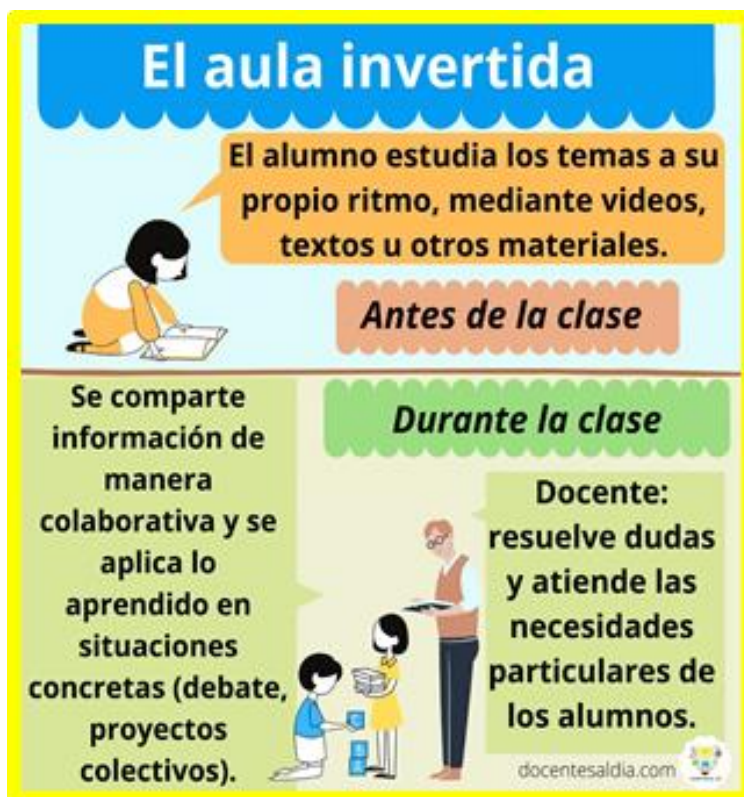 El aula invertida
El alumno estudia los temas a su
propio ritmo, mediante videos,
textos u otros materiales.
Antes de la clase
Durante la clase
Se comparte
información de
manera
colaborativa y se
aplica lo
aprendido en
situaciones
concretas (debate,
proyectos
colectivos).
Docente:
resuelve dudas
y atiende las
necesidades
particulares de
los alumnos.
docentesaldia.com